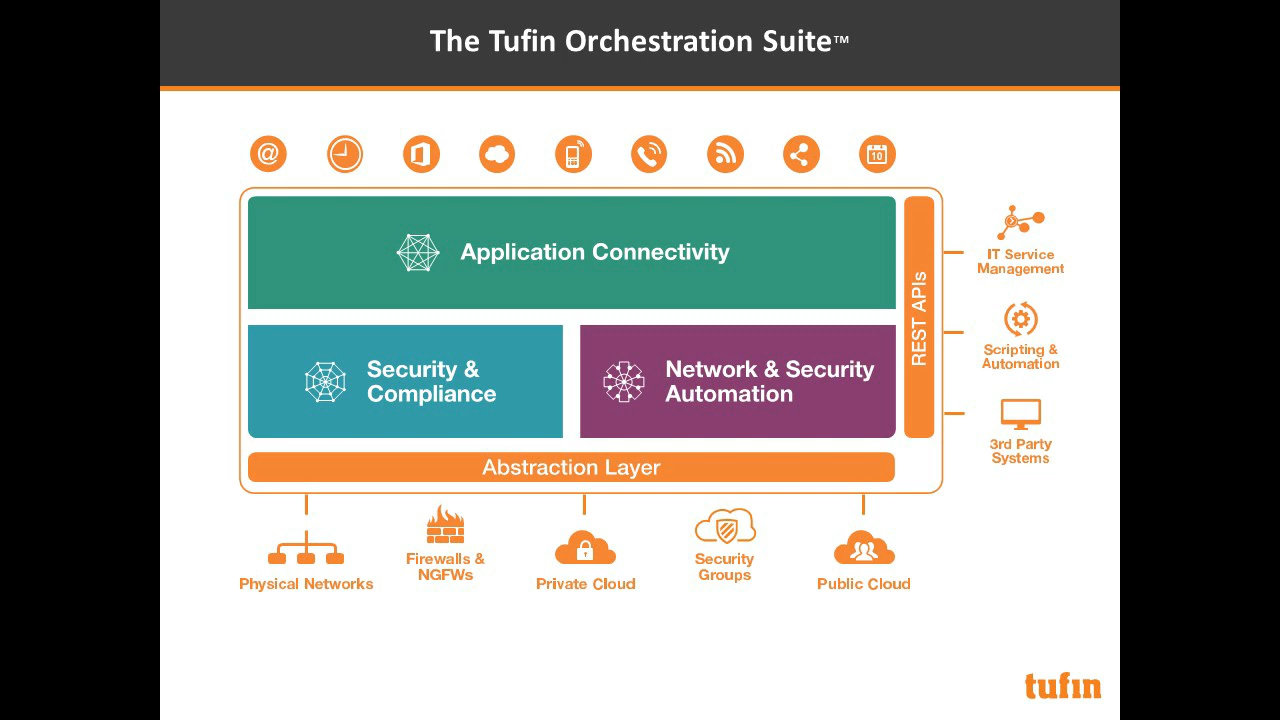 The Tufin Orchestration Suite™
@
10
Application Connectivity
Security &
Compliance
Network & Security
Automation
REST APIs
Abstraction Layer
IT Service
Management
Scripting &
Automation
3rd Party
Systems
Physical Networks
Firewalls &
NGFWs
Private Cloud
Security
Groups
Public Cloud
tufin